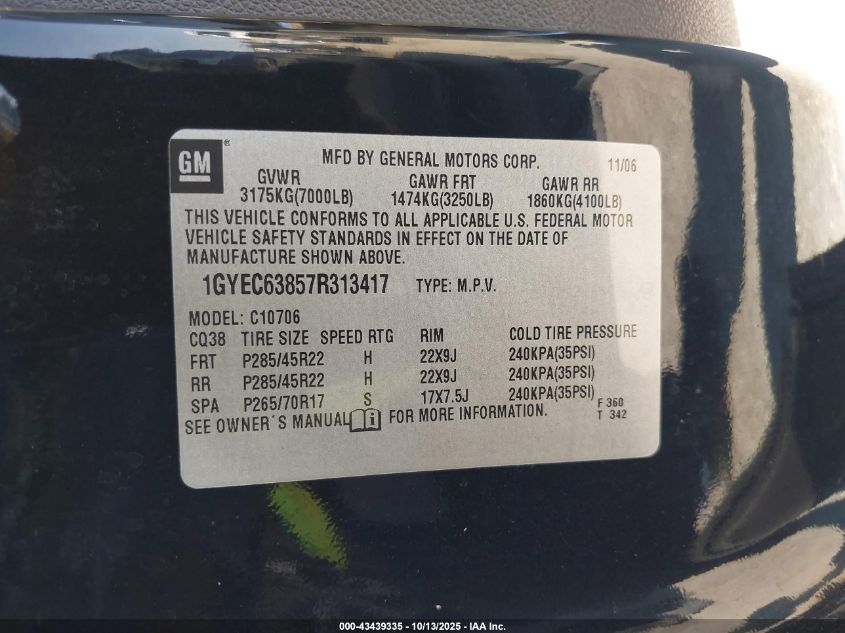 GM ®
MFD BY GENERAL MOTORS CORP. 11/06
GVWR GAWR FRT GAWR RR
3175KG(7000LB) 1474KG(3250LB) 1860KG(4100LB)
THIS VEHICLE CONFORMS TO ALL APPLICABLE U.S. FEDERAL MOTOR
VEHICLE SAFETY STANDARDS IN EFFECT ON THE DATE OF
MANUFACTURE SHOWN ABOVE.
1GYEC63857R313417 TYPE: M.P.V.
MODEL: C10706
CQ38 TIRE SIZE SPEED RTG RIM COLD TIRE PRESSURE
FRT P285/45R22 H 22X9J 240KPA(35PSI)
RR P285/45R22 H 22X9J 240KPA(35PSI)
SPA P265/70R17 S 17X7.5J 240KPA(35PSI)
F 360
T 342
SEE OWNER´S MANUAL i FOR MORE INFORMATION.
000-43439335 - 10/13/2025 - IAA Inc.